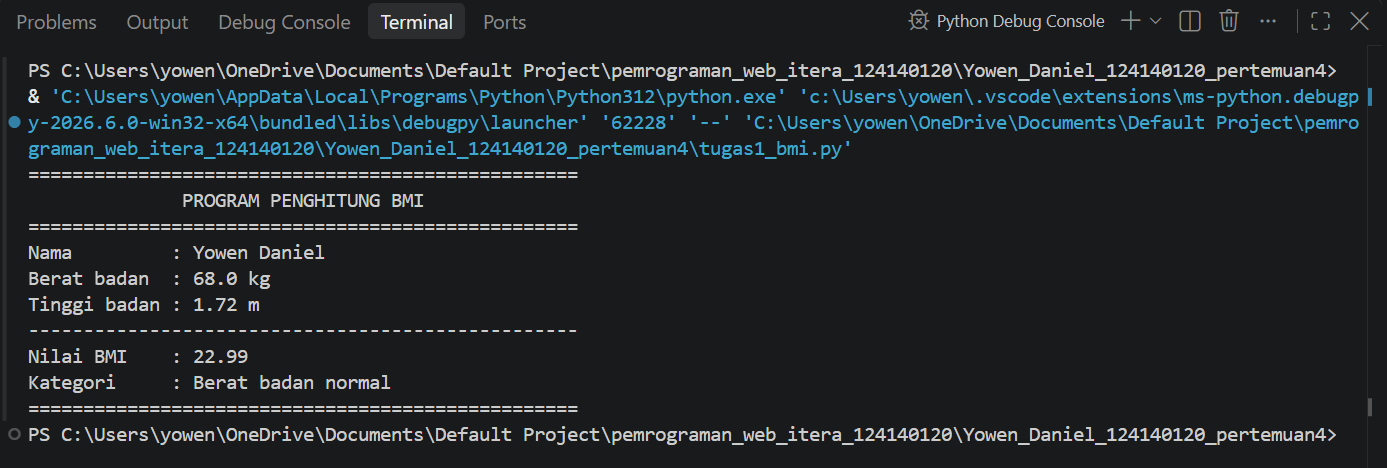 Problems Output Debug Console Terminal Ports Python Debug Console
PS C:\Users\yowen\OneDrive\Documents\Default Project\pemrograman_web_itera_124140120\Yowen_Daniel_124140120_pertemuan4>
& 'C:\Users\yowen\AppData\Local\Programs\Python\Python312\python.exe' 'c:\Users\yowen\.vscode\extensions\ms-python.debugp
y-2026.6.0-win32-x64\bundled\libs\debugpy\launcher' '62228' '--' 'C:\Users\yowen\OneDrive\Documents\Default Project\pemro
graman_web_itera_124140120\Yowen_Daniel_124140120_pertemuan4\tugas1_bmi.py'
==================================================
PROGRAM PENGHITUNG BMI
==================================================
Nama : Yowen Daniel
Berat badan : 68.0 kg
Tinggi badan : 1.72 m
--------------------------------------------------
Nilai BMI : 22.99
Kategori : Berat badan normal
==================================================
PS C:\Users\yowen\OneDrive\Documents\Default Project\pemrograman_web_itera_124140120\Yowen_Daniel_124140120_pertemuan4>